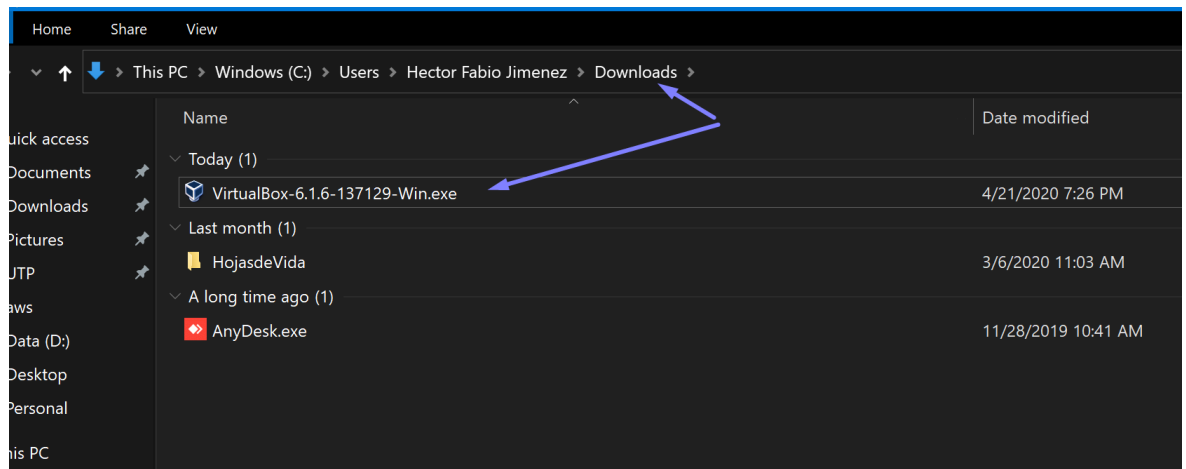 Home Share View
This PC > Windows (C:) > Users > Hector Fabio Jimenez > Downloads >
Name Date modified
uick access
Documents
Downloads
Pictures
UTP
aws
Data (D:)
Desktop
Personal
his PC
Today (1)
VirtualBox-6.1.6-137129-Win.exe 4/21/2020 7:26 PM
Last month (1)
HojasdeVida 3/6/2020 11:03 AM
A long time ago (1)
AnyDesk.exe 11/28/2019 10:41 AM